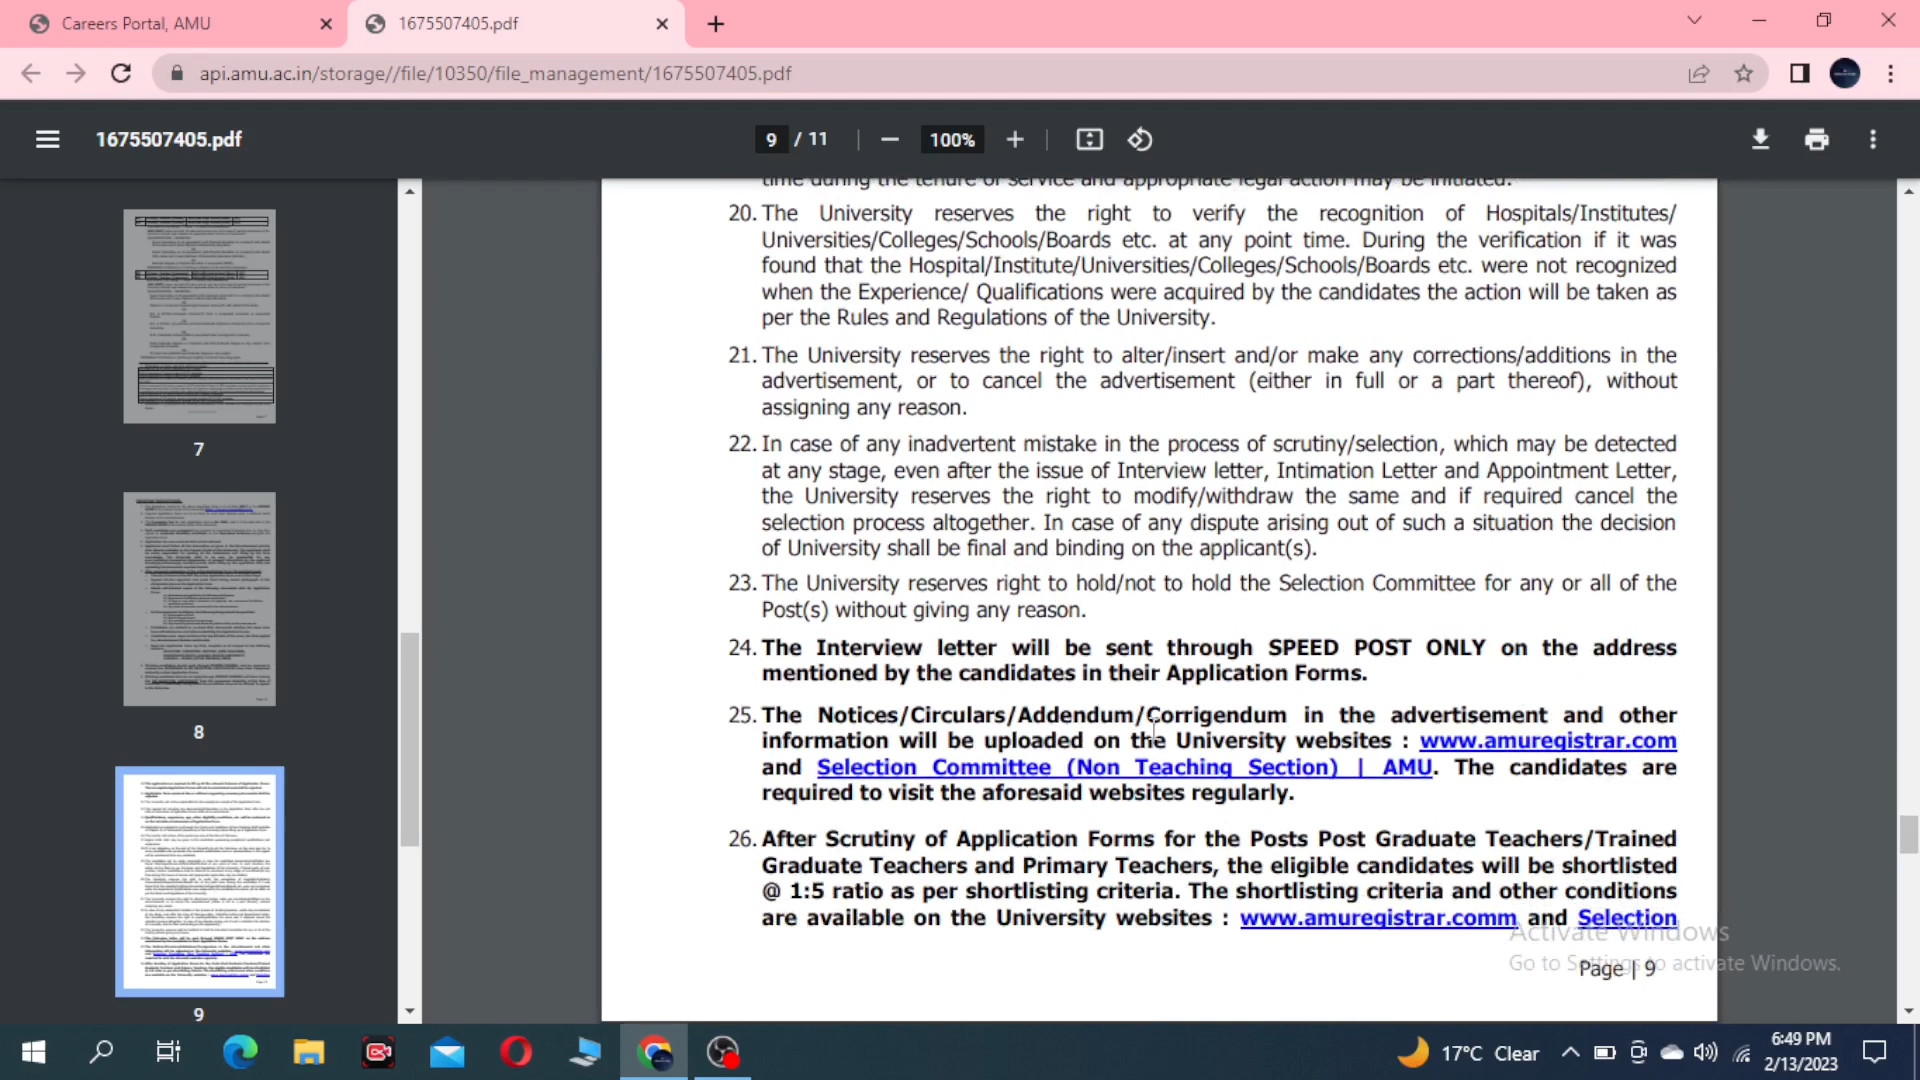 Careers Portal, AMU
1675507405.pdf
api.amu.ac.in/storage//file/10350/file_management/1675507405.pdf
1675507405.pdf
9 / 11
100%
time during the tenure of service and appropriate legal action may be initiated.
20. The University reserves the right to verify the recognition of Hospitals/Institutes/
Universities/Colleges/Schools/Boards etc. at any point time. During the verification if it was
found that the Hospital/Institute/Universities/Colleges/Schools/Boards etc. were not recognized
when the Experience/ Qualifications were acquired by the candidates the action will be taken as
per the Rules and Regulations of the University.
21. The University reserves the right to alter/insert and/or make any corrections/additions in the
advertisement, or to cancel the advertisement (either in full or a part thereof), without
assigning any reason.
22. In case of any inadvertent mistake in the process of scrutiny/selection, which may be detected
at any stage, even after the issue of Interview letter, Intimation Letter and Appointment Letter,
the University reserves the right to modify/withdraw the same and if required cancel the
selection process altogether. In case of any dispute arising out of such a situation the decision
of University shall be final and binding on the applicant(s).
23. The University reserves right to hold/not to hold the Selection Committee for any or all of the
Post(s) without giving any reason.
24. The Interview letter will be sent through SPEED POST ONLY on the address
mentioned by the candidates in their Application Forms.
25. The Notices/Circulars/Addendum/Corrigendum in the advertisement and other
information will be uploaded on the University websites : www.amuregistrar.com
and Selection Committee (Non Teaching Section) | AMU. The candidates are
required to visit the aforesaid websites regularly.
26. After Scrutiny of Application Forms for the Posts Post Graduate Teachers/Trained
Graduate Teachers and Primary Teachers, the eligible candidates will be shortlisted
@ 1:5 ratio as per shortlisting criteria. The shortlisting criteria and other conditions
are available on the University websites : www.amuregistrar.comm and Selection
Page | 9
Activate Windows
Go to Settings to activate Windows.
7
8
9
17°C Clear
6:49 PM
2/13/2023